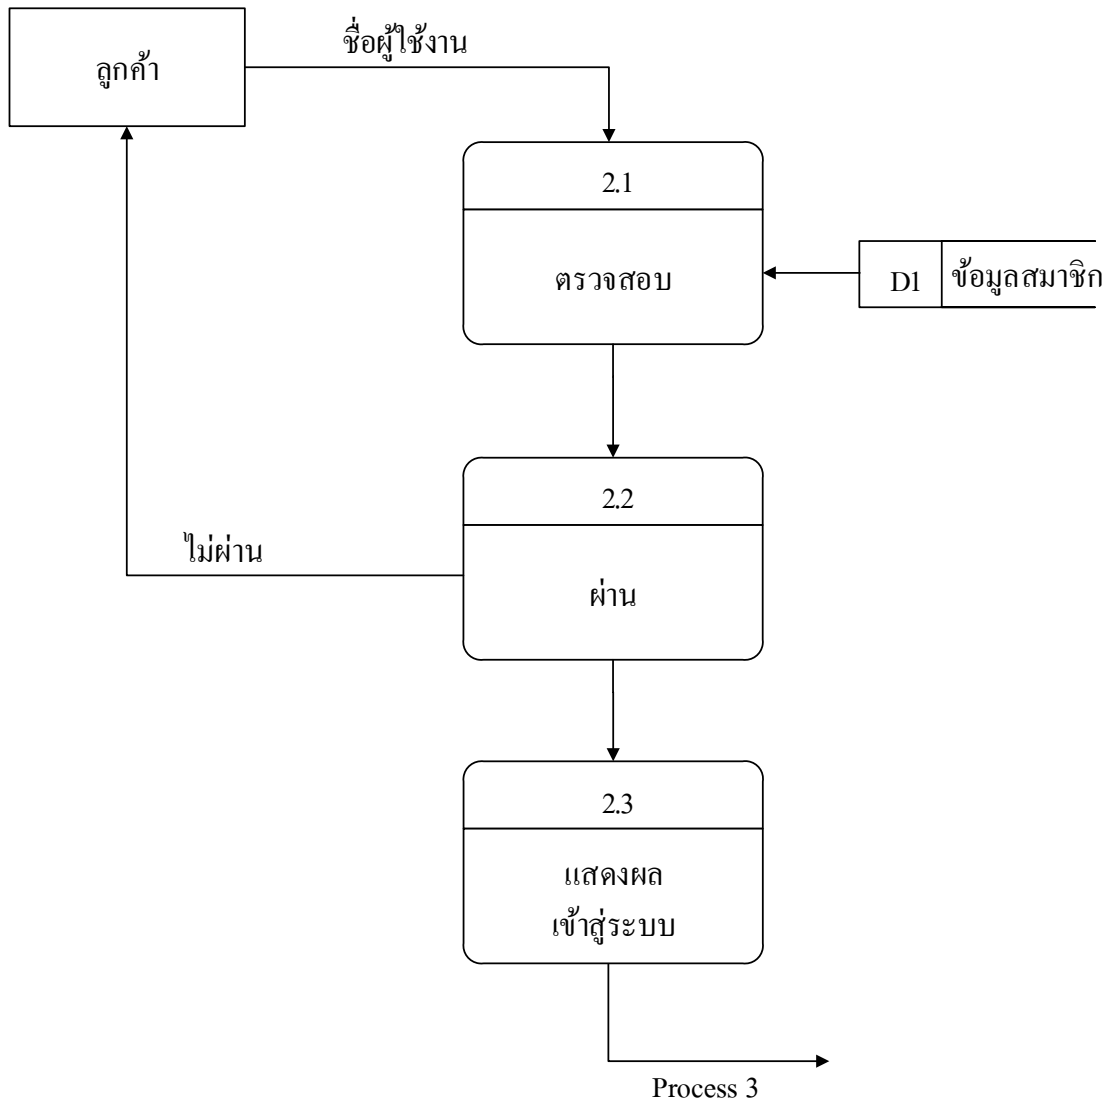 ชื่อผู้ใช้งาน
ลูกค้า
2.1
ตรวจสอบ
D1 ข้อมูลสมาชิก
2.2
ไม่ผ่าน
ผ่าน
2.3
แสดงผล
เข้าสู่ระบบ
Process 3